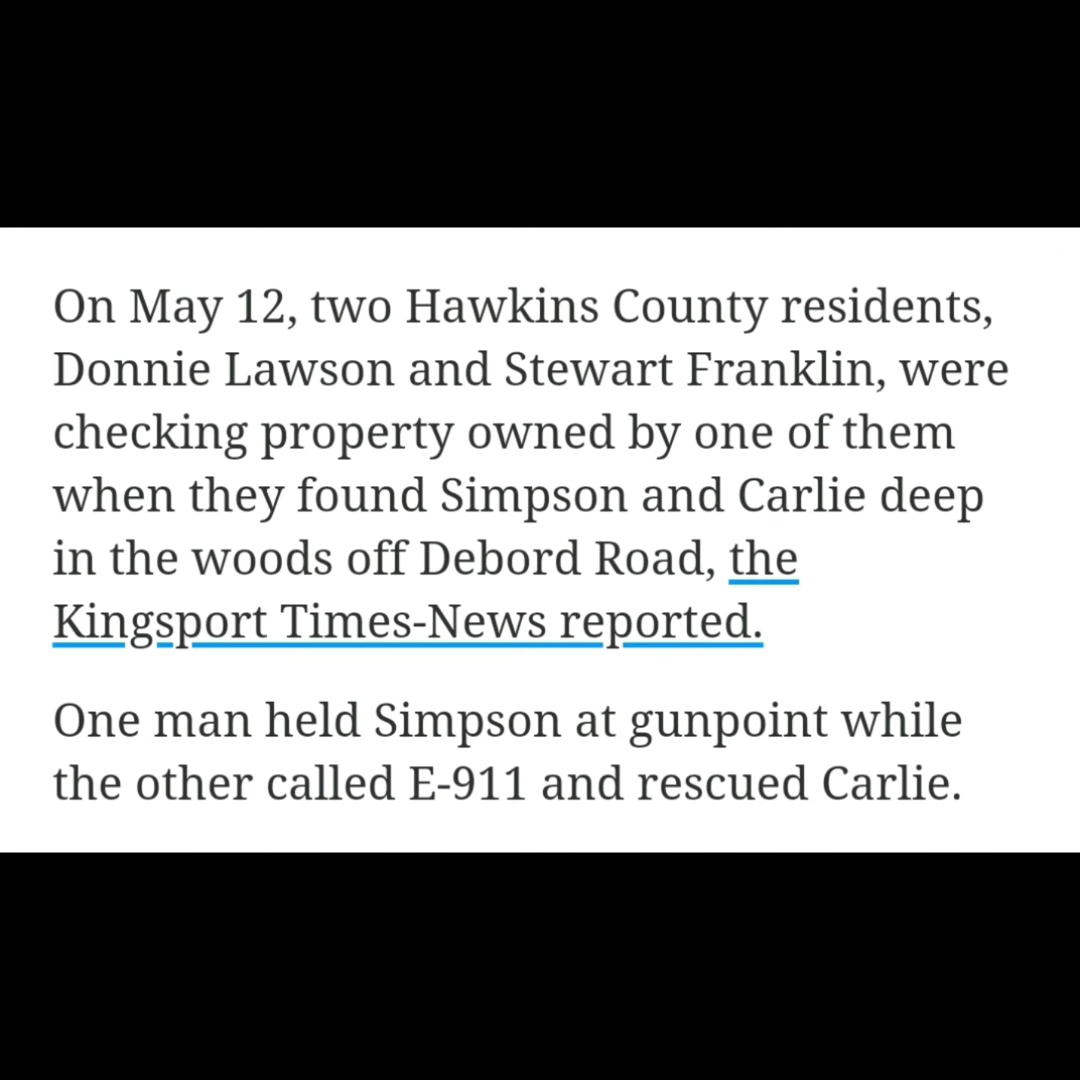 On May 12, two Hawkins County residents,
Donnie Lawson and Stewart Franklin, were
checking property owned by one of them
when they found Simpson and Carlie deep
in the woods off Debord Road, the
Kingsport Times-News reported.
One man held Simpson at gunpoint while
the other called E-911 and rescued Carlie.